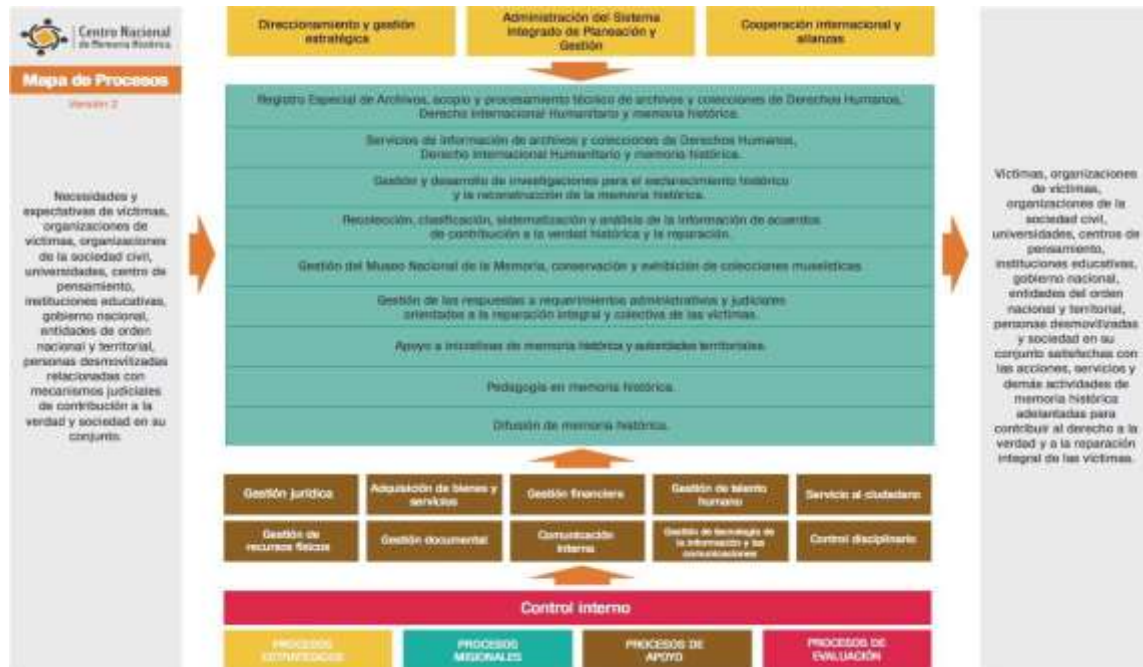 Centro Nacional
de Memoria Histórica
Mapa de Procesos
Versión 2
Necesidades y
expectativas de víctimas,
organizaciones de
víctimas, organizaciones
de la sociedad civil,
universidades, centro de
pensamiento,
instituciones educativas,
gobierno nacional,
entidades de orden
nacional y territorial,
personas desmovilizadas
relacionadas con
mecanismos judiciales
de contribución a la
verdad y sociedad en su
conjunto.
Direccionamiento y gestión
estratégica
Administración del Sistema
Integrado de Planeación y
Gestión
Cooperación internacional y
alianzas
Registro Especial de Archivos, acopio y procesamiento técnico de archivos y colecciones de Derechos Humanos,
Derecho Internacional Humanitario y memoria histórica.
Servicios de información de archivos y colecciones de Derechos Humanos,
Derecho Internacional Humanitario y memoria histórica.
Gestión y desarrollo de investigaciones para el esclarecimiento histórico
y la reconstrucción de la memoria histórica.
Recolección, clasificación, sistematización y análisis de la información de acuerdos
de contribución a la verdad histórica y la reparación.
Gestión del Museo Nacional de la Memoria, conservación y exhibición de colecciones museísticas.
Gestión de las respuestas a requerimientos administrativos y judiciales
orientados a la reparación integral y colectiva de las víctimas.
Apoyo a iniciativas de memoria histórica y autoridades territoriales.
Pedagogía en memoria histórica.
Difusión de memoria histórica.
Gestión jurídica
Adquisición de bienes y
servicios
Gestión financiera
Gestión de talento
humano
Servicio al ciudadano
Gestión de
recursos físicos
Gestión documental
Comunicación
interna
Gestión de tecnología de
la información y las
comunicaciones
Control disciplinario
Control interno
PROCESOS
ESTRATÉGICOS
PROCESOS
MISIONALES
PROCESOS DE
APOYO
PROCESOS DE
EVALUACIÓN
Víctimas, organizaciones
de víctimas,
organizaciones de la
sociedad civil,
universidades, centros de
pensamiento,
instituciones educativas,
gobierno nacional,
entidades del orden
nacional y territorial,
personas desmovilizadas
y sociedad en su
conjunto satisfechas con
las acciones, servicios y
demás actividades de
memoria histórica
adelantadas para
contribuir al derecho a la
verdad y a la reparación
integral de las víctimas.